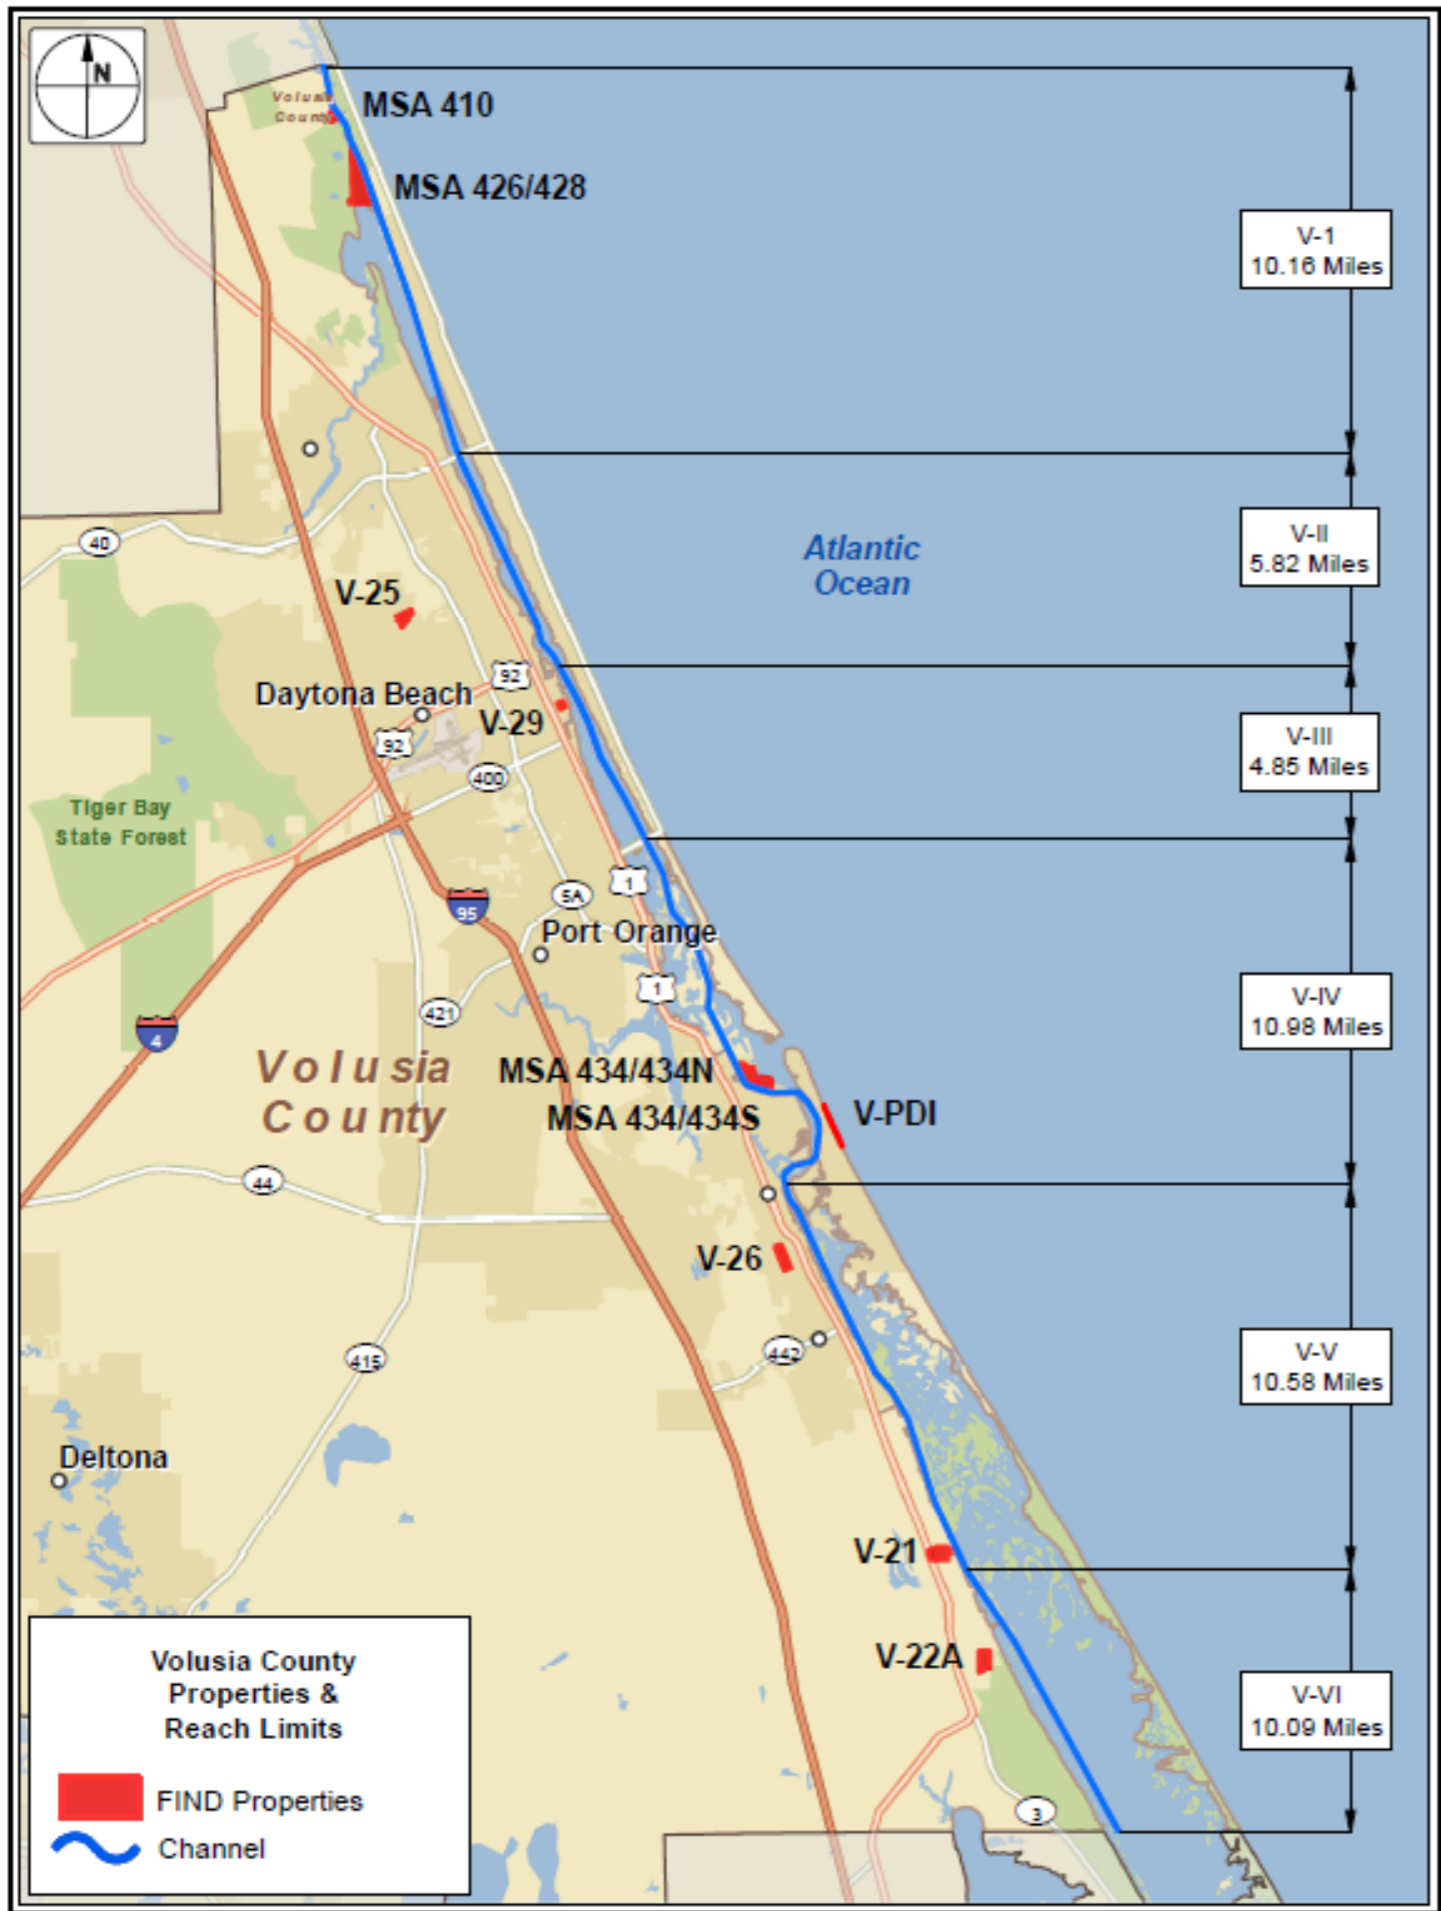 N
Volusia
County
MSA 410
MSA 426/428
V-1
10.16 Miles
40
V-25
Atlantic
Ocean
V-II
5.82 Miles
92
Daytona Beach
V-29
92
400
V-III
4.85 Miles
Tiger Bay
State Forest
1
5A
95
Port Orange
1
421
4
V-IV
10.98 Miles
Volusia
County
MSA 434/434N
MSA 434/434S
V-PDI
44
V-26
442
415
V-V
10.58 Miles
Deltona
V-21
V-22A
V-VI
10.09 Miles
3
Volusia County
Properties &
Reach Limits
FIND Properties
Channel